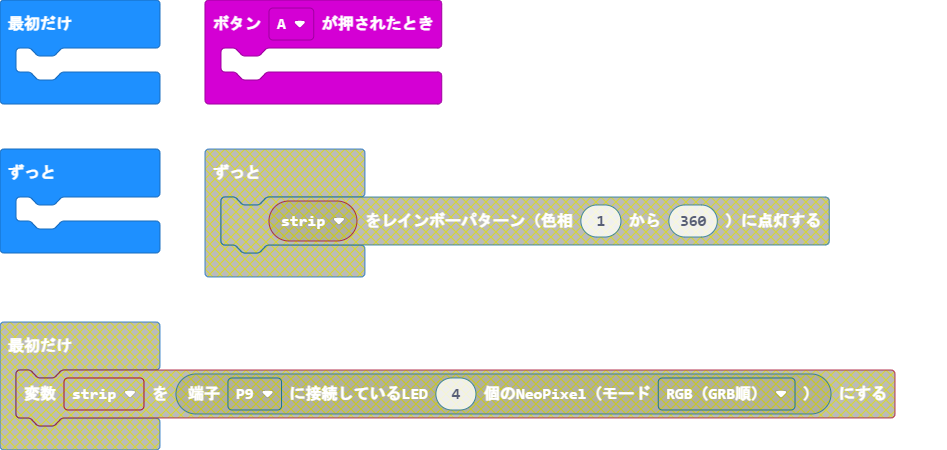 最初だけ
ボタン A が押されたとき
ずっと
ずっと
strip をレインボーパターン（色相 1 から 360 ）に点灯する
最初だけ
変数 strip を 端子 P9 に接続しているLED 4 個のNeoPixel（モード RGB（GRB順） ） にする